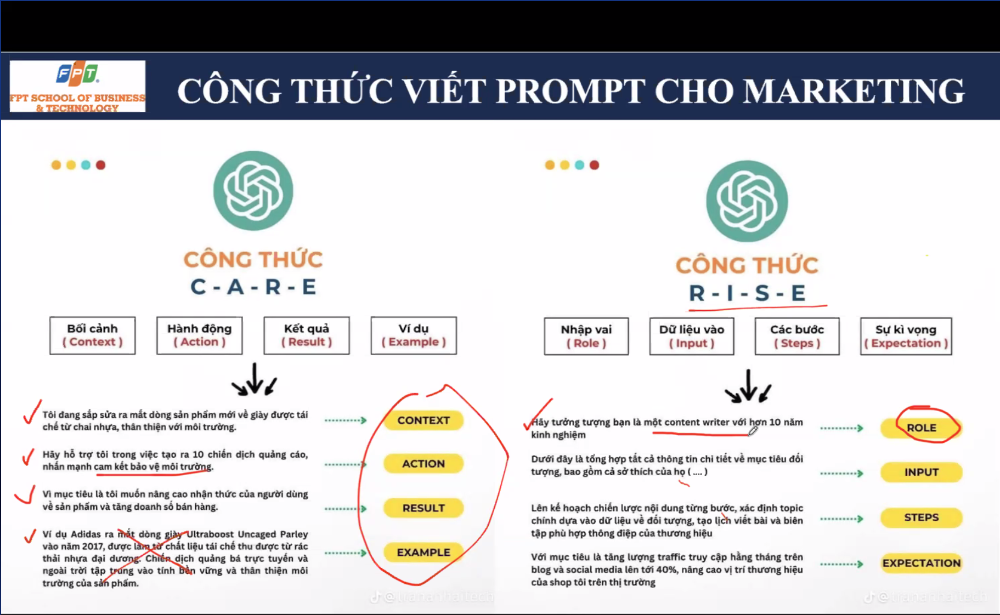 FPT
FPT SCHOOL OF BUSINESS
& TECHNOLOGY
CÔNG THỨC VIẾT PROMPT CHO MARKETING
CÔNG THỨC
C - A - R - E
Bối cảnh
( Context )
Hành động
( Action )
Kết quả
( Result )
Ví dụ
( Example )
Tôi đang sắp sửa ra mắt dòng sản phẩm mới về giày được tái
chế từ chai nhựa, thân thiện với môi trường.
CONTEXT
Hãy hỗ trợ tôi trong việc tạo ra 10 chiến dịch quảng cáo,
nhấn mạnh cam kết bảo vệ môi trường.
ACTION
Vì mục tiêu là tôi muốn nâng cao nhận thức của người dùng
về sản phẩm và tăng doanh số bán hàng.
RESULT
Ví dụ Adidas ra mắt dòng giày Ultraboost Uncaged Parley
vào năm 2017, được làm từ chất liệu tái chế thu được từ rác
thải nhựa đại dương. Chiến dịch quảng bá trực tuyến và
ngoài trời tập trung vào tính bền vững và thân thiện môi
trường của sản phẩm.
EXAMPLE
@trananhaitech
CÔNG THỨC
R - I - S - E
Nhập vai
( Role )
Dữ liệu vào
( Input )
Các bước
( Steps )
Sự kì vọng
( Expectation )
Hãy tưởng tượng bạn là một content writer với hơn 10 năm
kinh nghiệm
ROLE
Dưới đây là tổng hợp tất cả thông tin chi tiết về mục tiêu đối
tượng, bao gồm cả sở thích của họ ( .... )
INPUT
Lên kế hoạch chiến lược nội dung từng bước, xác định topic
chính dựa vào dữ liệu về đối tượng, tạo lịch viết bài và biên
tập phù hợp thông điệp của thương hiệu
STEPS
Với mục tiêu là tăng lượng traffic truy cập hằng tháng trên
blog và social media lên tới 40%, nâng cao vị trí thương hiệu
của shop tôi trên thị trường
EXPECTATION
@trananhaitech